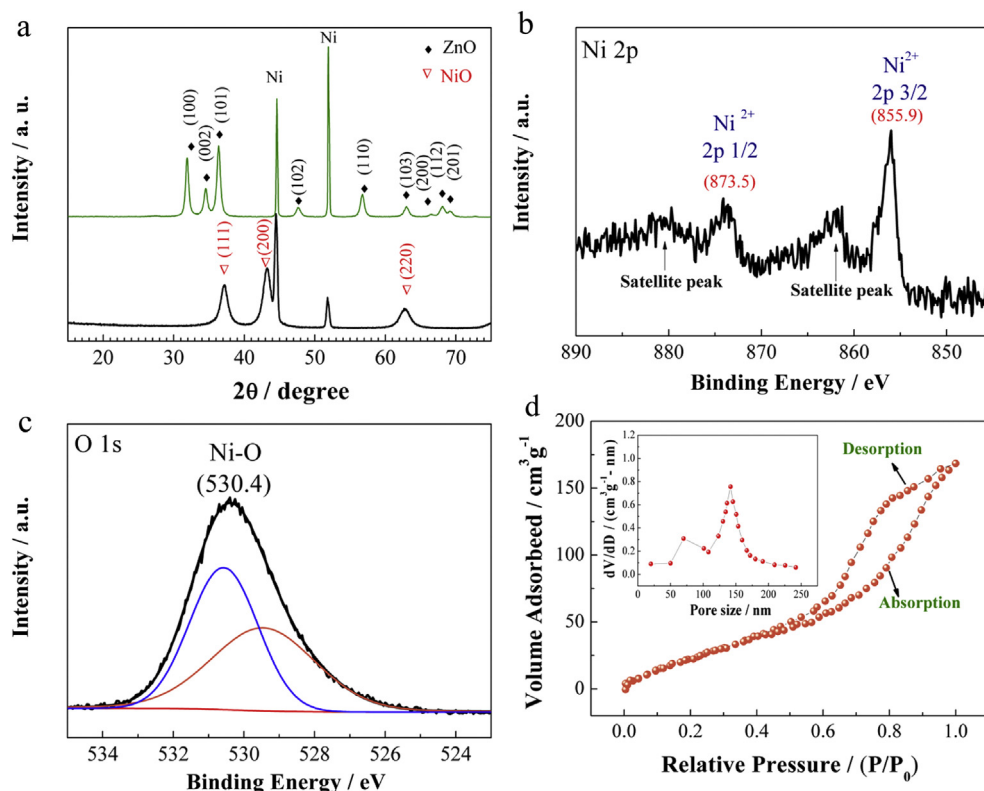 a
Ni
Ni
♦ ZnO
▽ NiO
(100)
(002)
(101)
(102)
(110)
(103)
(200)
(112)
(201)
(111)
(200)
(220)
Intensity / a. u.
20 30 40 50 60 70
2θ / degree
b
Ni 2p
Ni2+
2p 3/2
(855.9)
Ni 2+
2p 1/2
(873.5)
Satellite peak
Satellite peak
Intensity / a.u.
890 880 870 860 850
Binding Energy / eV
c
O 1s
Ni-O
(530.4)
Intensity / a.u.
534 532 530 528 526 524
Binding Energy / eV
d
200
150
100
50
0
Volume Adsorbeed / cm3g-1
Desorption
Absorption
1.2
1.0
0.8
0.6
0.4
0.2
0.0
dV/dD / (cm3g-1- nm)
0 50 100 150 200 250
Pore size / nm
0.0 0.2 0.4 0.6 0.8 1.0
Relative Pressure / (P/P0)